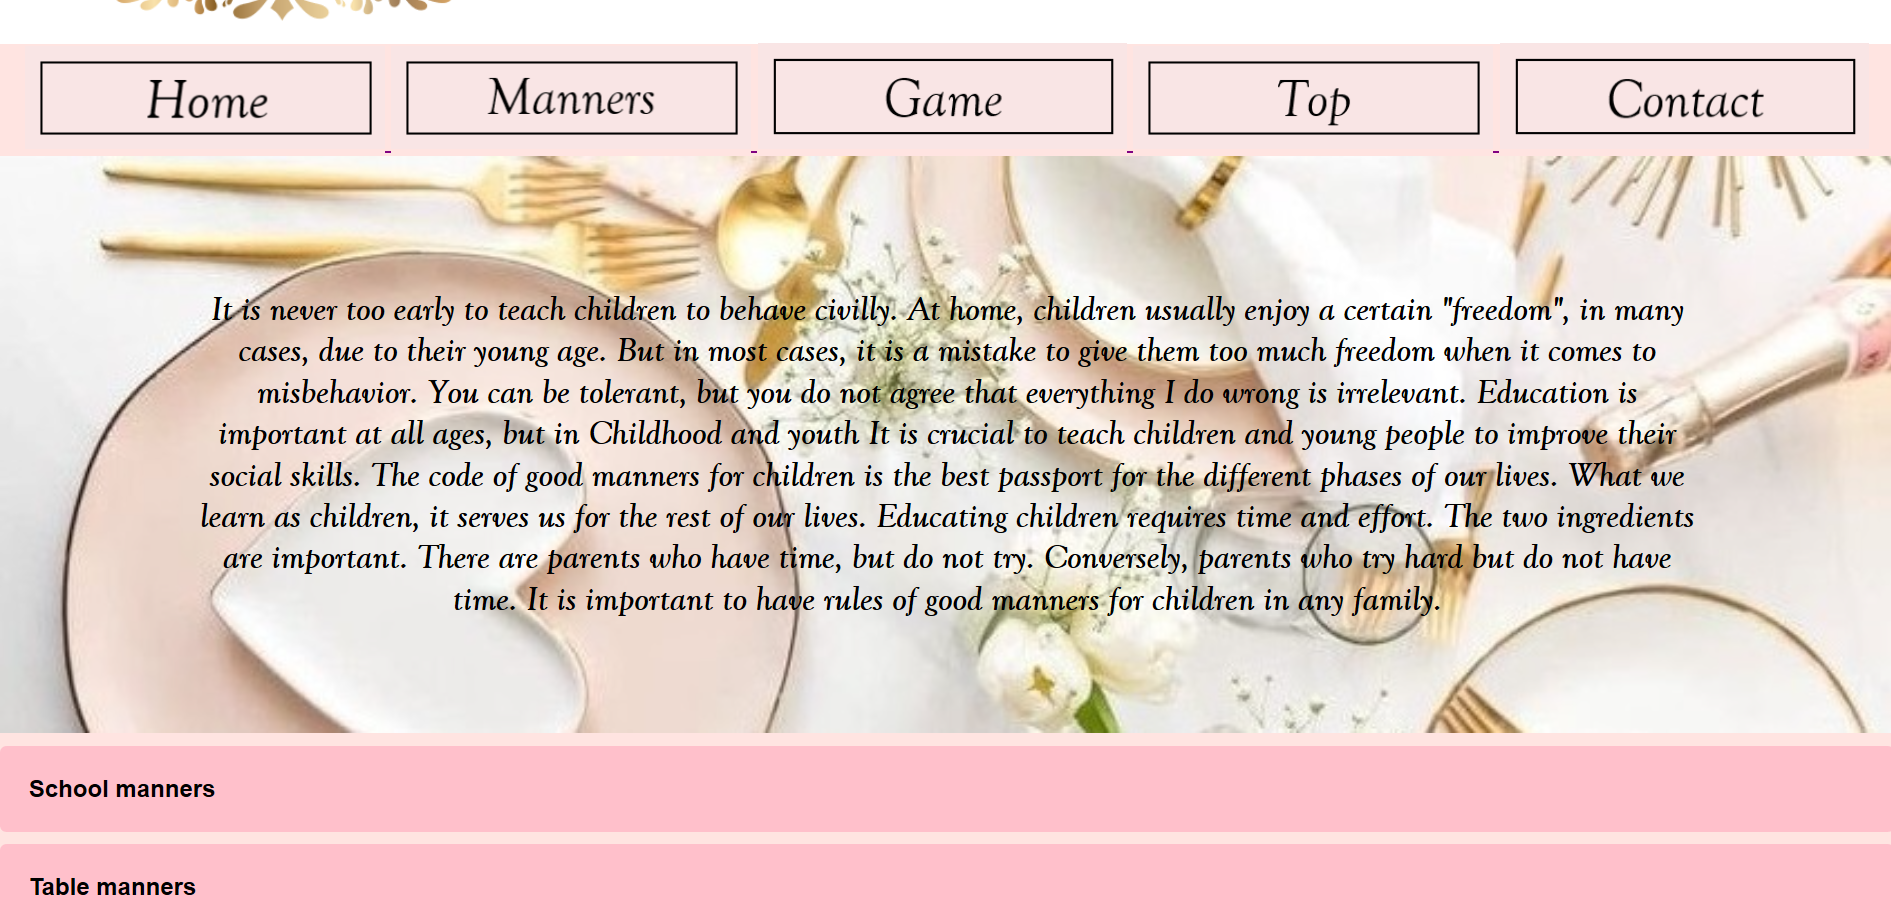 Home Manners Game Top Contact
It is never too early to teach children to behave civilly. At home, children usually enjoy a certain "freedom", in many
cases, due to their young age. But in most cases, it is a mistake to give them too much freedom when it comes to
misbehavior. You can be tolerant, but you do not agree that everything I do wrong is irrelevant. Education is
important at all ages, but in Childhood and youth It is crucial to teach children and young people to improve their
social skills. The code of good manners for children is the best passport for the different phases of our lives. What we
learn as children, it serves us for the rest of our lives. Educating children requires time and effort. The two ingredients
are important. There are parents who have time, but do not try. Conversely, parents who try hard but do not have
time. It is important to have rules of good manners for children in any family.
School manners
Table manners